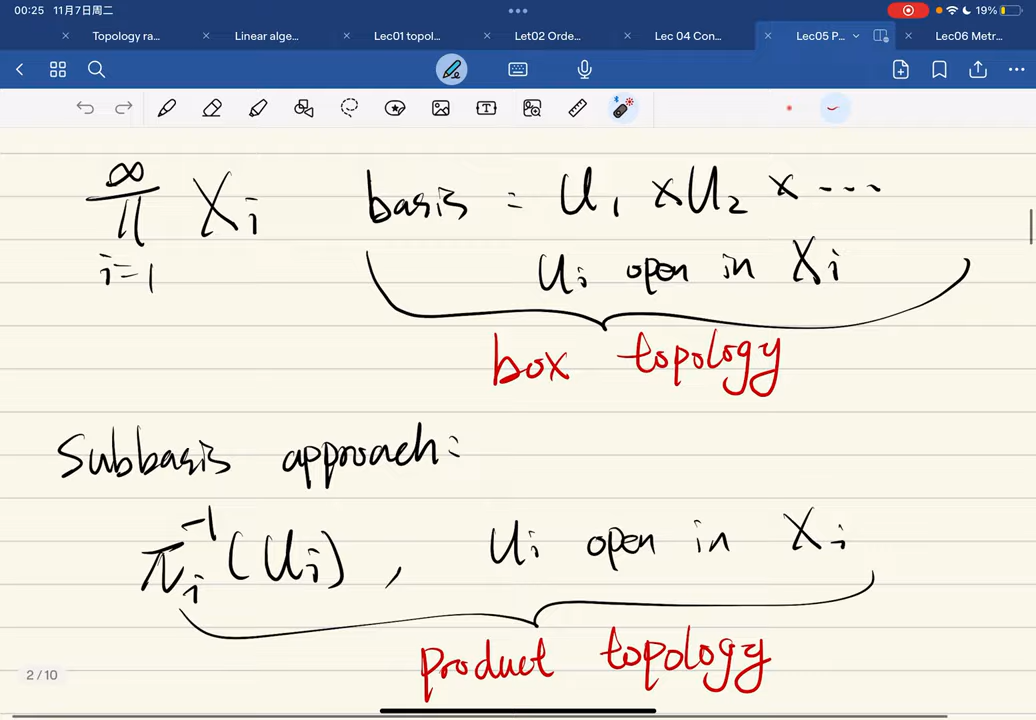 00:25 11月7日周二 19%
Topology ra... Linear alge... Lec01 topol... Let02 Orde... Lec 04 Con... Lec05 P... Lec06 Metr...
∞
∏ Xi basis = U1 × U2 × ...
i=1
Ui open in Xi
box topology
Subbasis approach:
πi^-1(Ui), Ui open in Xi
product topology
2/10